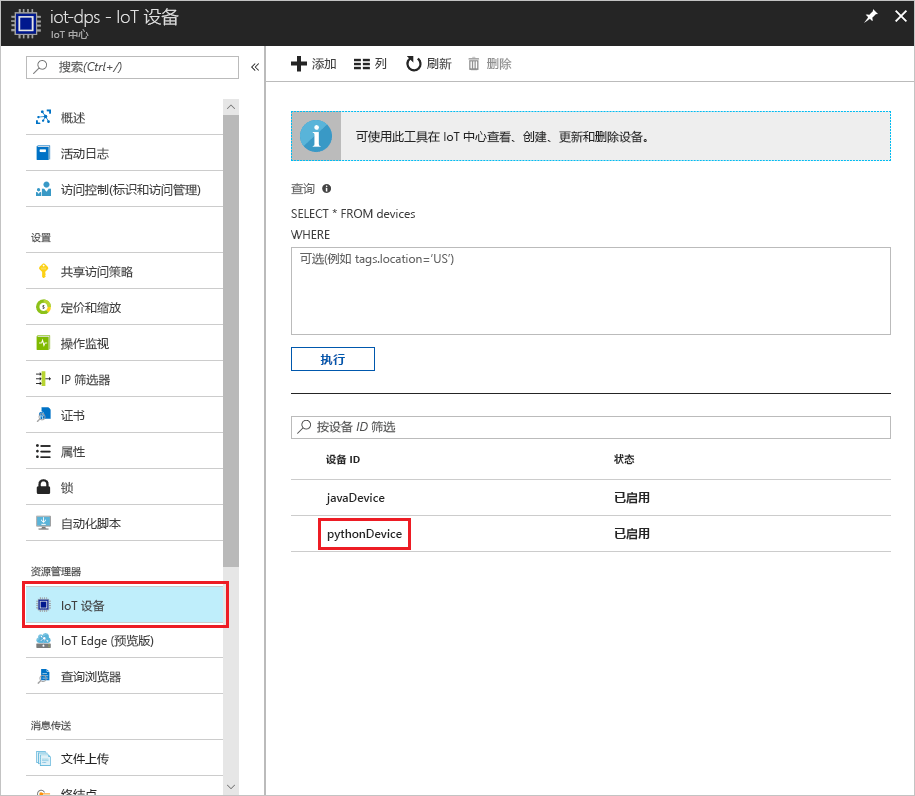 iot-dps - IoT 设备
IoT 中心
搜索(Ctrl+/)
概述
活动日志
访问控制(标识和访问管理)
设置
共享访问策略
定价和缩放
操作监视
IP 筛选器
证书
属性
锁
自动化脚本
资源管理器
IoT 设备
IoT Edge (预览版)
查询浏览器
消息传送
文件上传
终结点
添加 列 刷新 删除
可使用此工具在 IoT 中心查看、创建、更新和删除设备。
查询
SELECT * FROM devices
WHERE
可选(例如 tags.location='US')
执行
按设备 ID 筛选
设备 ID 状态
javaDevice 已启用
pythonDevice 已启用